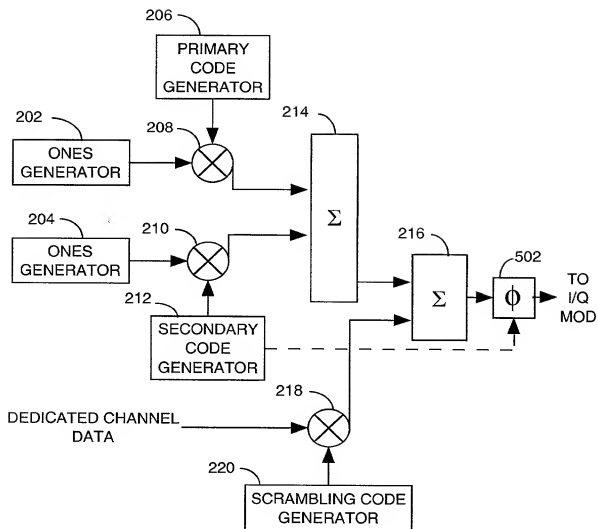 206
PRIMARY
CODE
GENERATOR
202
208
214
ONES
GENERATOR
Σ
204
210
216
502
ONES
GENERATOR
TO
I/Q
MOD
Σ
ϕ
212
SECONDARY
CODE
GENERATOR
218
DEDICATED CHANNEL
DATA
220
SCRAMBLING CODE
GENERATOR